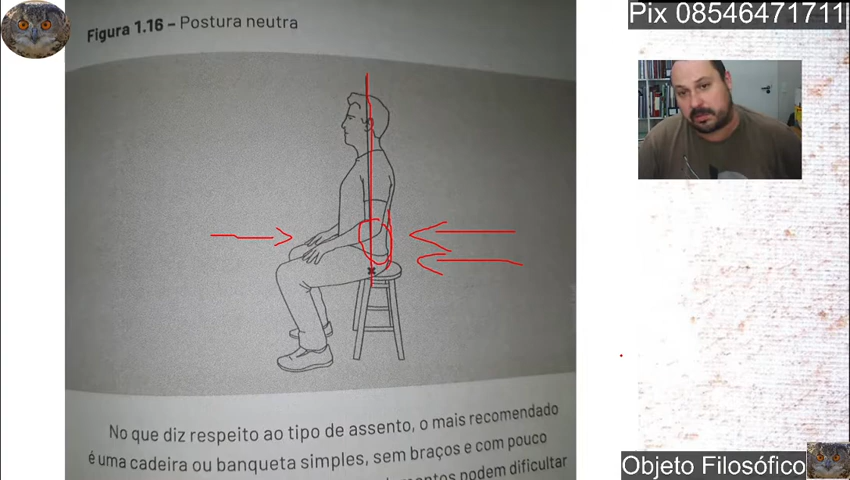 Figura 1.16 – Postura neutra
Pix 08546471711
No que diz respeito ao tipo de assento, o mais recomendado
é uma cadeira ou banqueta simples, sem braços e com pouco
podem dificultar
Objeto Filosófico